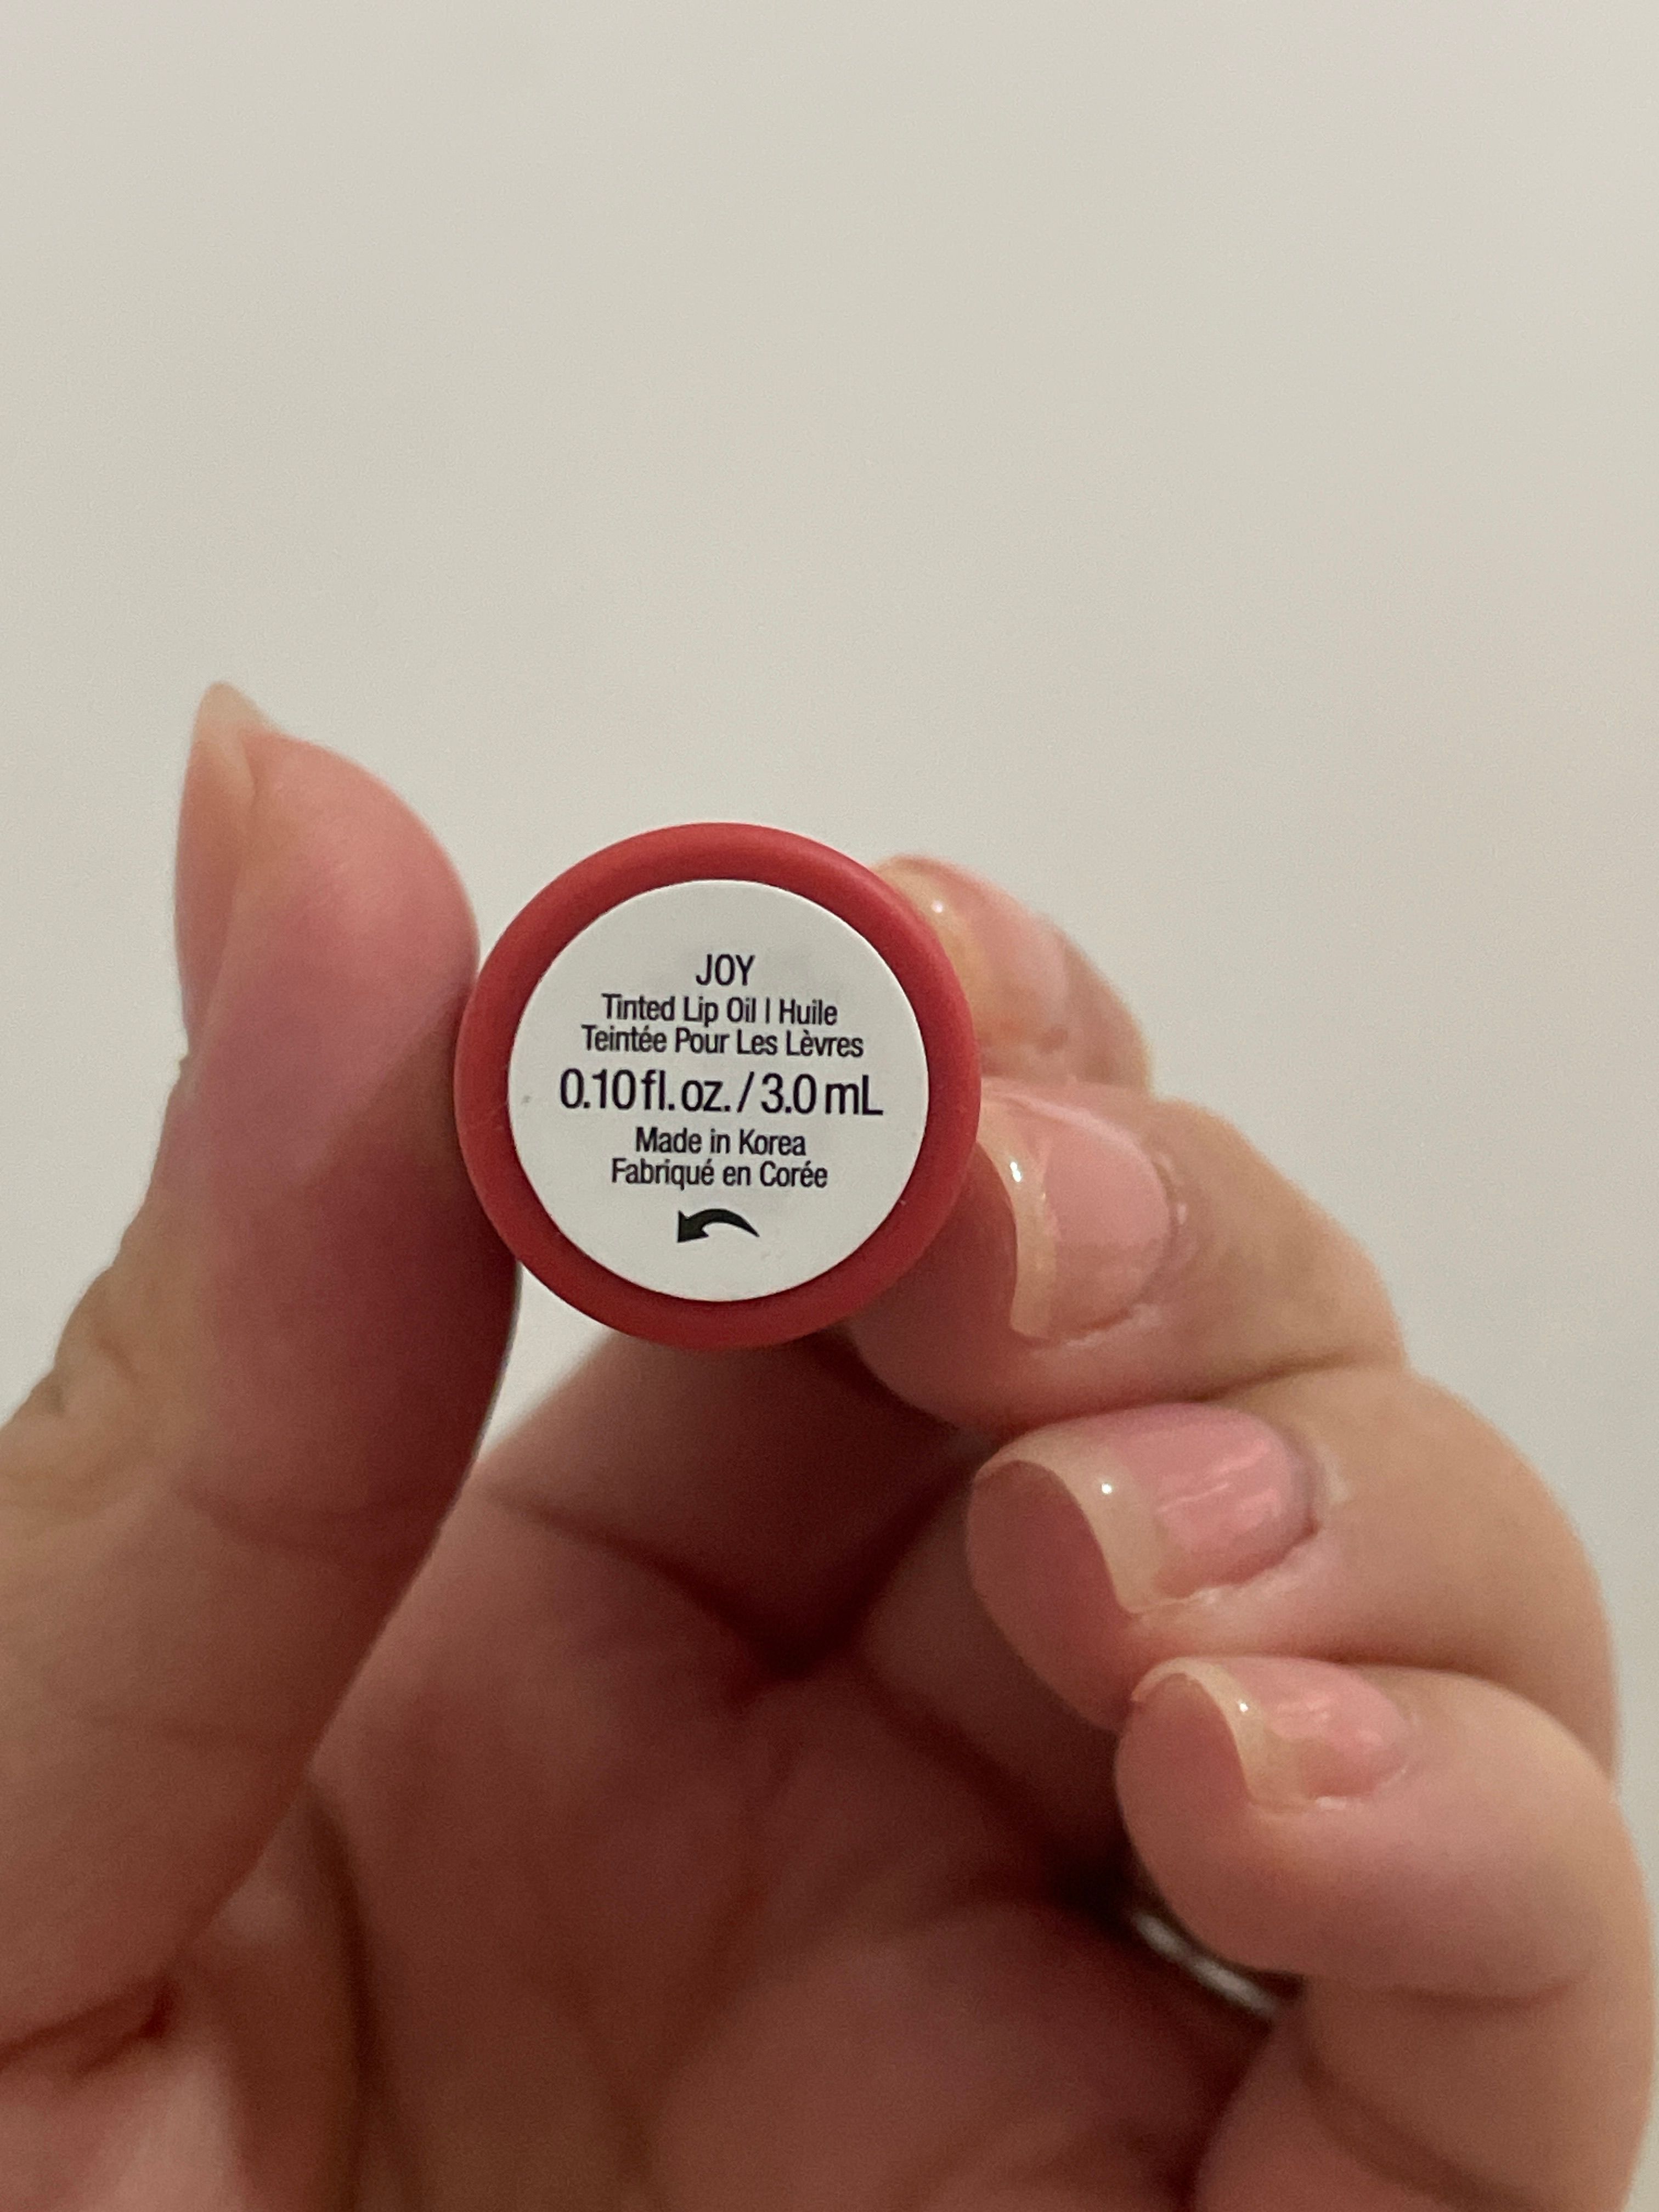 JOY
Tinted Lip Oil | Huile
Teintée Pour Les Lèvres
0.10 fl. oz. / 3.0 mL
Made in Korea
Fabriqué en Corée